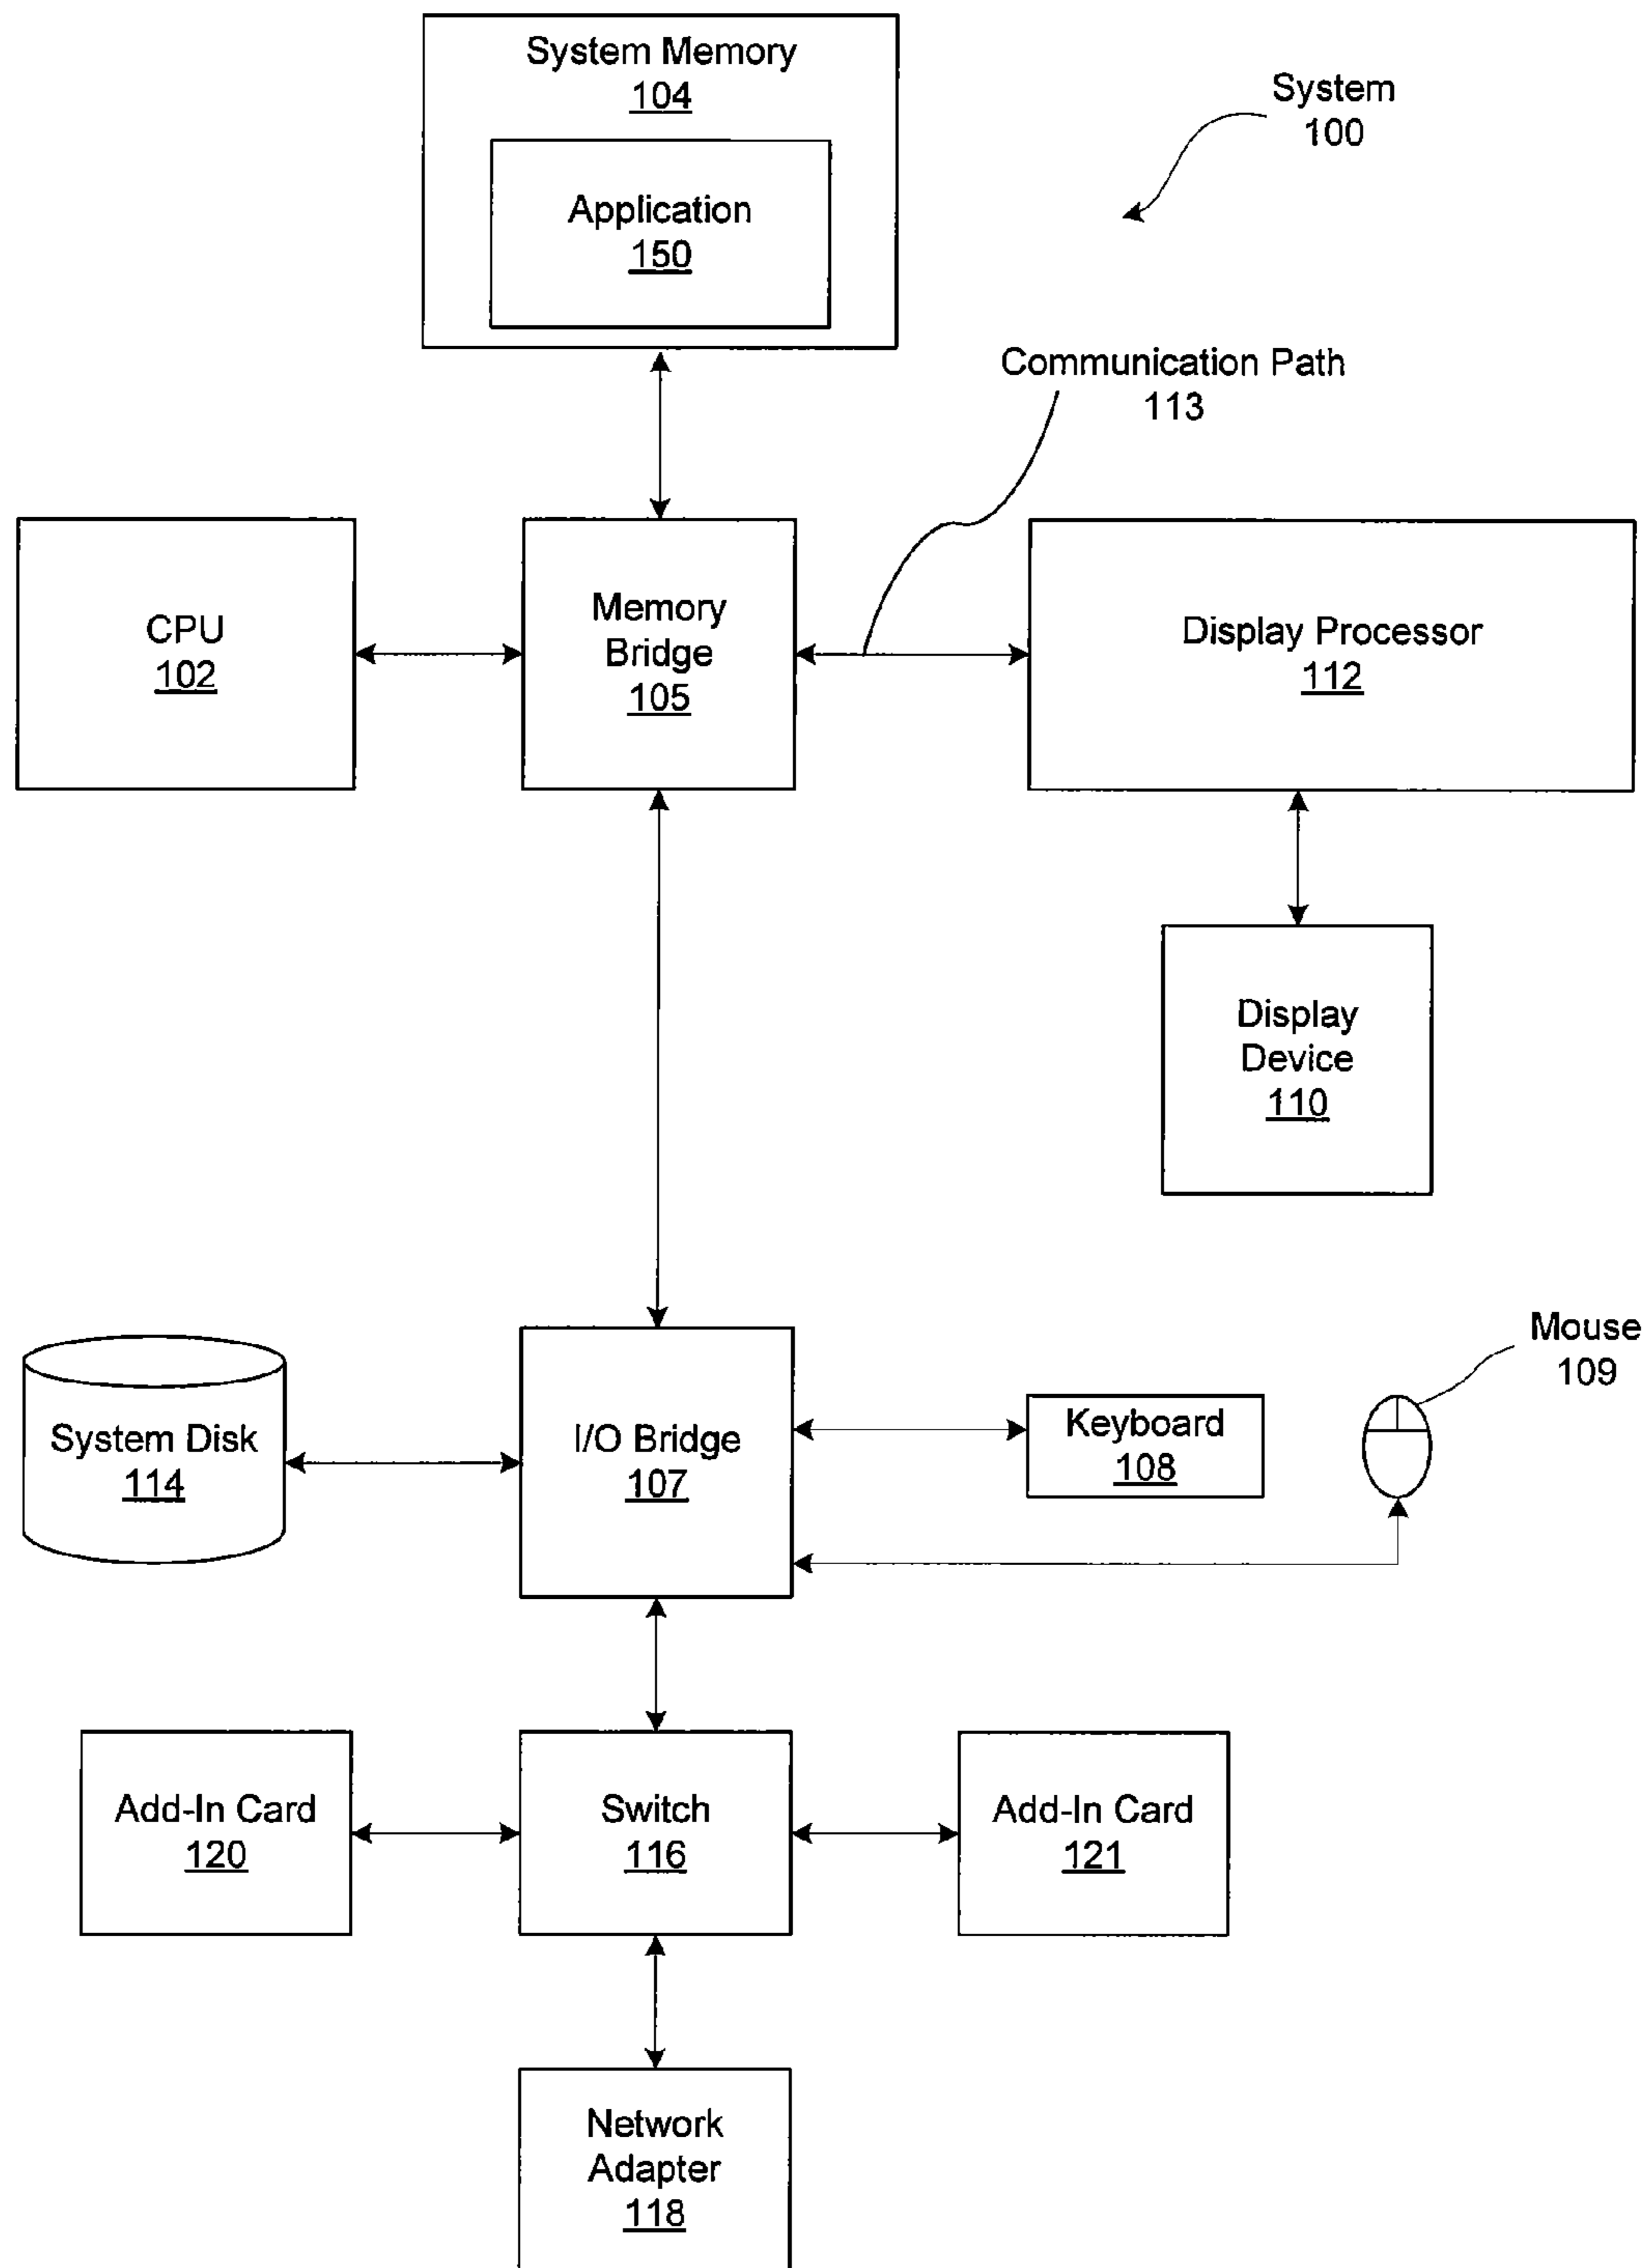 System Memory
104
Application
150
System
100
Communication Path
113
CPU
102
Memory
Bridge
105
Display Processor
112
Display
Device
110
System Disk
114
I/O Bridge
107
Keyboard
108
Mouse
109
Add-In Card
120
Switch
116
Add-In Card
121
Network
Adapter
118